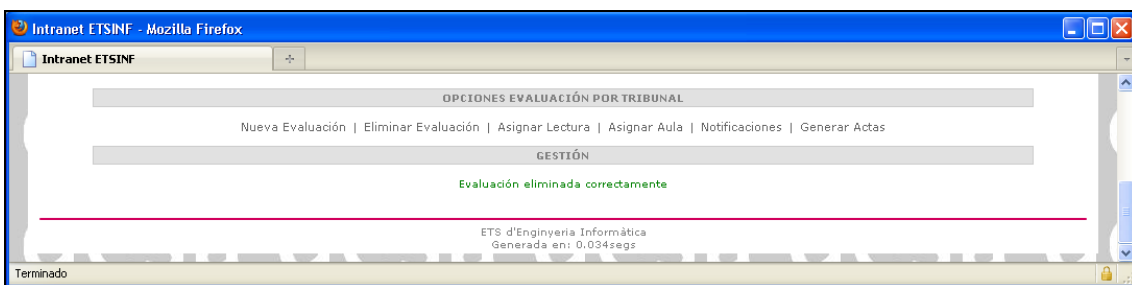 Intranet ETSINF - Mozilla Firefox
Intranet ETSINF
OPCIONES EVALUACIÓN POR TRIBUNAL
Nueva Evaluación | Eliminar Evaluación | Asignar Lectura | Asignar Aula | Notificaciones | Generar Actas
GESTIÓN
Evaluación eliminada correctamente
ETS d'Enginyeria Informàtica
Generada en: 0.034segs
Terminado